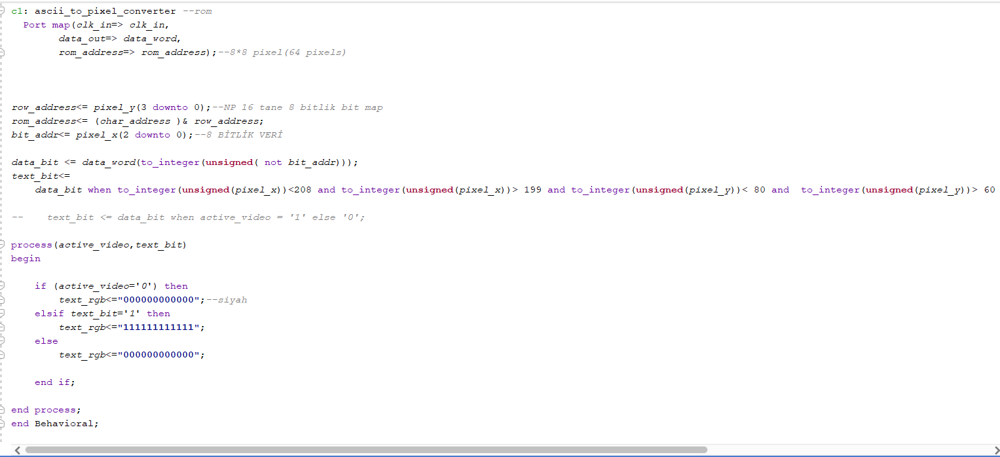 c1: ascii_to_pixel_converter --rom
Port map(clk_in=> clk_in,
data_out=> data_word,
rom_address=> rom_address);--8*8 pixel(64 pixels)
row_address<= pixel_y(3 downto 0);--NP 16 tane 8 bitlik bit map
rom_address<= (char_address )& row_address;
bit_addr<= pixel_x(2 downto 0);--8 BİTLİK VERİ
data_bit <= data_word(to_integer(unsigned( not bit_addr)));
text_bit<=
data_bit when to_integer(unsigned(pixel_x))<208 and to_integer(unsigned(pixel_x))> 199 and to_integer(unsigned(pixel_y))< 80 and  to_integer(unsigned(pixel_y))> 60
--    text_bit <= data_bit when active_video = '1' else '0';
process(active_video,text_bit)
begin
if (active_video='0') then
text_rgb<="000000000000";--siyah
elsif text_bit='1' then
text_rgb<="111111111111";
else
text_rgb<="000000000000";
end if;
end process;
end Behavioral;